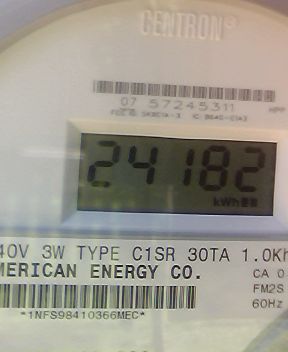 CENTRON®
07 57245311
24182
kWh
40V 3W TYPE C1SR 30TA 1.0Kh
MERICAN ENERGY CO.
CA 0
FM2S
60Hz
*1NFS98410366MEC*